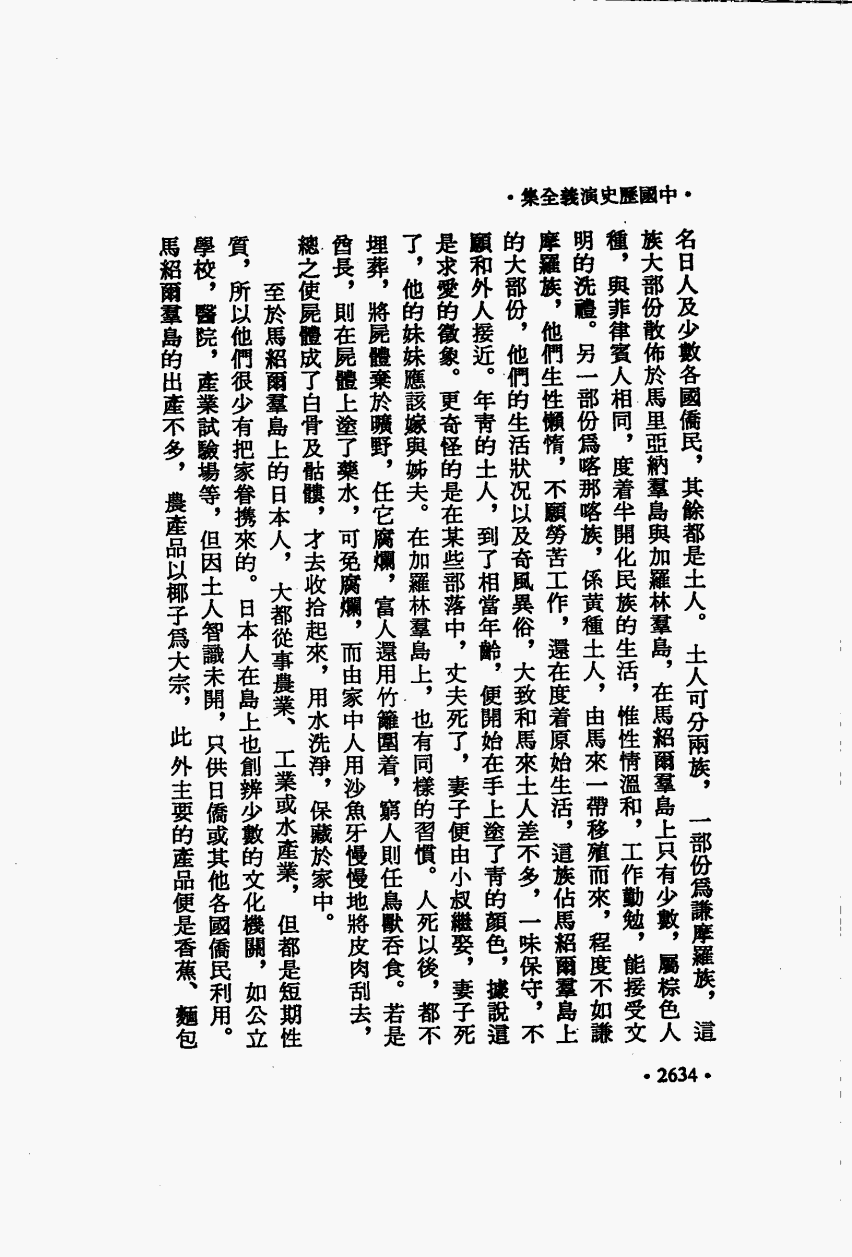 ·中國歷史演義全集·
名日人及少數各國僑民，其餘都是土人。土人可分兩族，一部份爲謙摩羅族，這
族大部份散佈於馬里亞納羣島與加羅林羣島，在馬紹爾羣島上只有少數，屬棕色人
種，與菲律賓人相同，度着半開化民族的生活，惟性情溫和，工作勤勉，能接受文
明的洗禮。另一部份爲喀那喀族，係黃種土人，由馬來一帶移殖而來，程度不如謙
摩羅族，他們生性懶惰，不願勞苦工作，還在度着原始生活，這族佔馬紹爾羣島上
的大部份，他們的生活狀况以及奇風異俗，大致和馬來土人差不多，一味保守，不
願和外人接近。年靑的土人，到了相當年齡，便開始在手上塗了靑的顏色，據說這
是求愛的徵象。更奇怪的是在某些部落中，丈夫死了，妻子便由小叔繼娶，妻子死
了，他的妹妹應該嫁與姊夫。在加羅林羣島上，也有同樣的習慣。人死以後，都不
埋葬，將屍體棄於曠野，任它腐爛，富人還用竹籬圍着，窮人則任鳥獸吞食。若是
酋長，則在屍體上塗了藥水，可免腐爛，而由家中人用沙魚牙慢慢地將皮肉刮去，
總之使屍體成了白骨及骷髏，才去收拾起來，用水洗淨，保藏於家中。
至於馬紹爾羣島上的日本人，大都從事農業、工業或水產業，但都是短期性
質，所以他們很少有把家眷携來的。日本人在島上也創辦少數的文化機關，如公立
學校，醫院，產業試驗場等，但因土人智識未開，只供日僑或其他各國僑民利用。
馬紹爾羣島的出產不多，農產品以椰子爲大宗，此外主要的產品便是香蕉、麵包
·2634·